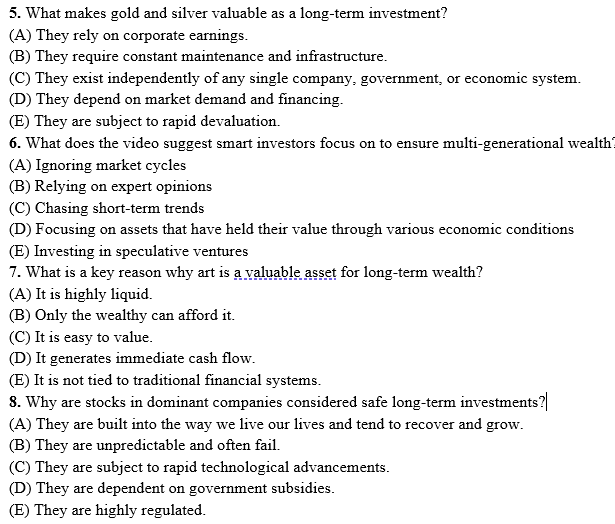 5. What makes gold and silver valuable as a long-term investment?
(A) They rely on corporate earnings.
(B) They require constant maintenance and infrastructure.
(C) They exist independently of any single company, government, or economic system.
(D) They depend on market demand and financing.
(E) They are subject to rapid devaluation.
6. What does the video suggest smart investors focus on to ensure multi-generational wealth?
(A) Ignoring market cycles
(B) Relying on expert opinions
(C) Chasing short-term trends
(D) Focusing on assets that have held their value through various economic conditions
(E) Investing in speculative ventures
7. What is a key reason why art is a valuable asset for long-term wealth?
(A) It is highly liquid.
(B) Only the wealthy can afford it.
(C) It is easy to value.
(D) It generates immediate cash flow.
(E) It is not tied to traditional financial systems.
8. Why are stocks in dominant companies considered safe long-term investments?
(A) They are built into the way we live our lives and tend to recover and grow.
(B) They are unpredictable and often fail.
(C) They are subject to rapid technological advancements.
(D) They are dependent on government subsidies.
(E) They are highly regulated.